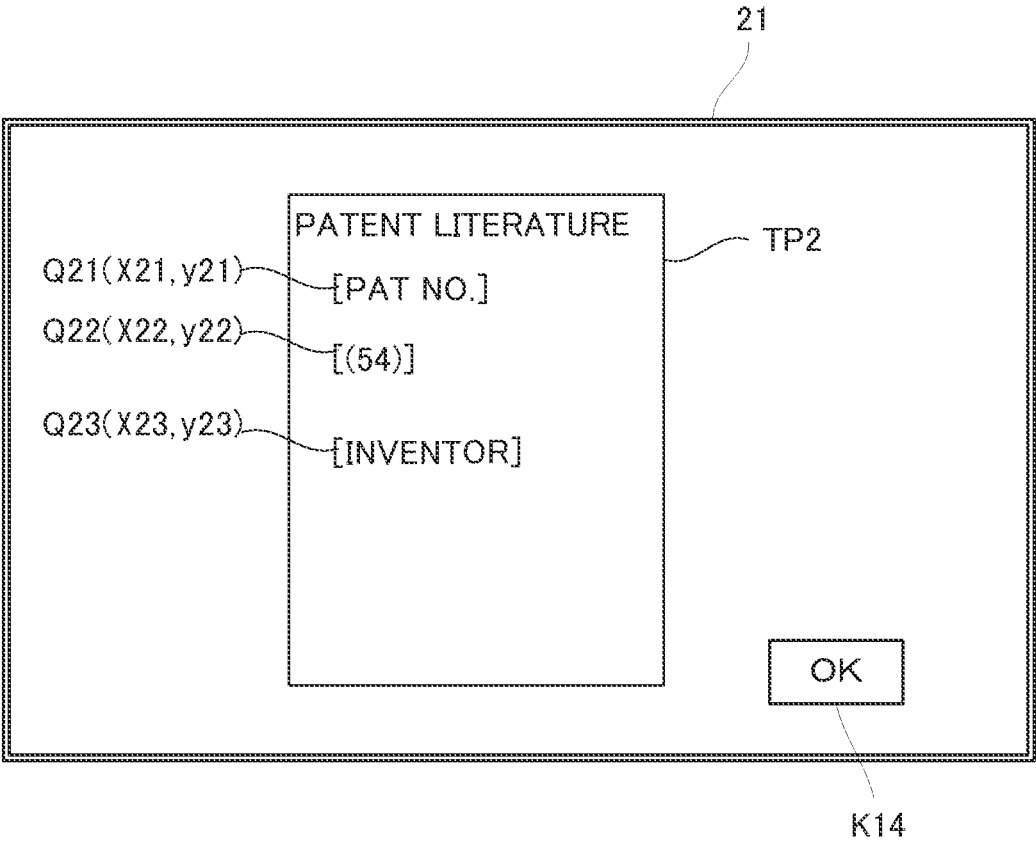 21
PATENT LITERATURE
TP2
Q21(X21,y21)
[PAT NO.]
Q22(X22,y22)
[(54)]
Q23(X23,y23)
[INVENTOR]
OK
K14